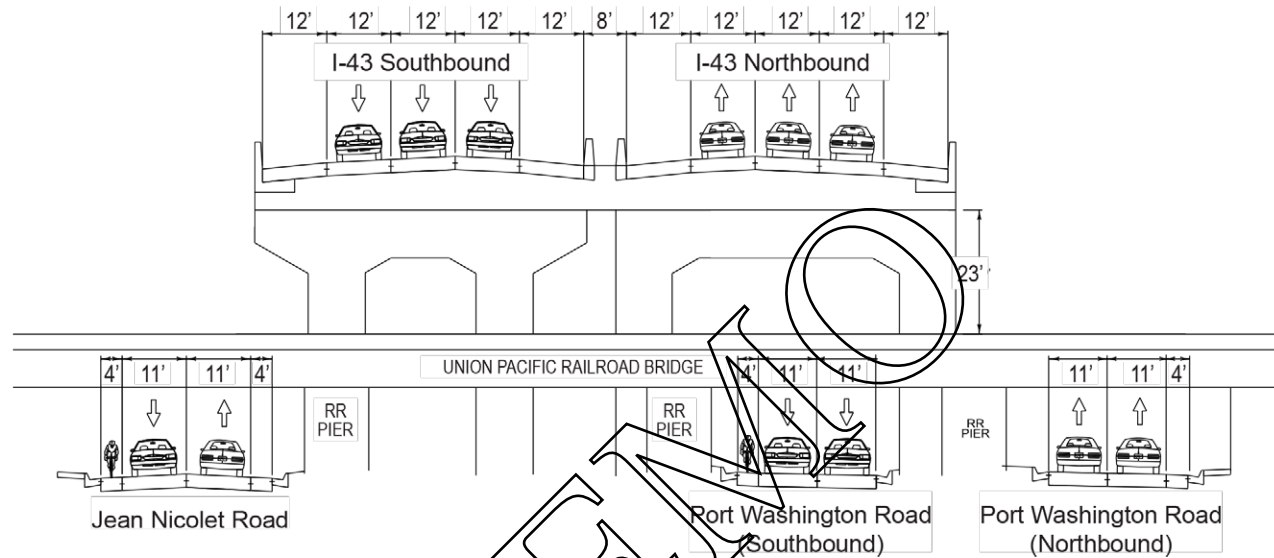 12' 12' 12' 12' 12' 8' 12' 12' 12' 12' 12'
I-43 Southbound
I-43 Northbound
23'
UNION PACIFIC RAILROAD BRIDGE
4' 11' 11' 4'
4' 11' 11'
11' 11' 4'
RR
PIER
RR
PIER
RR
PIER
Jean Nicolet Road
Port Washington Road
(Southbound)
Port Washington Road
(Northbound)